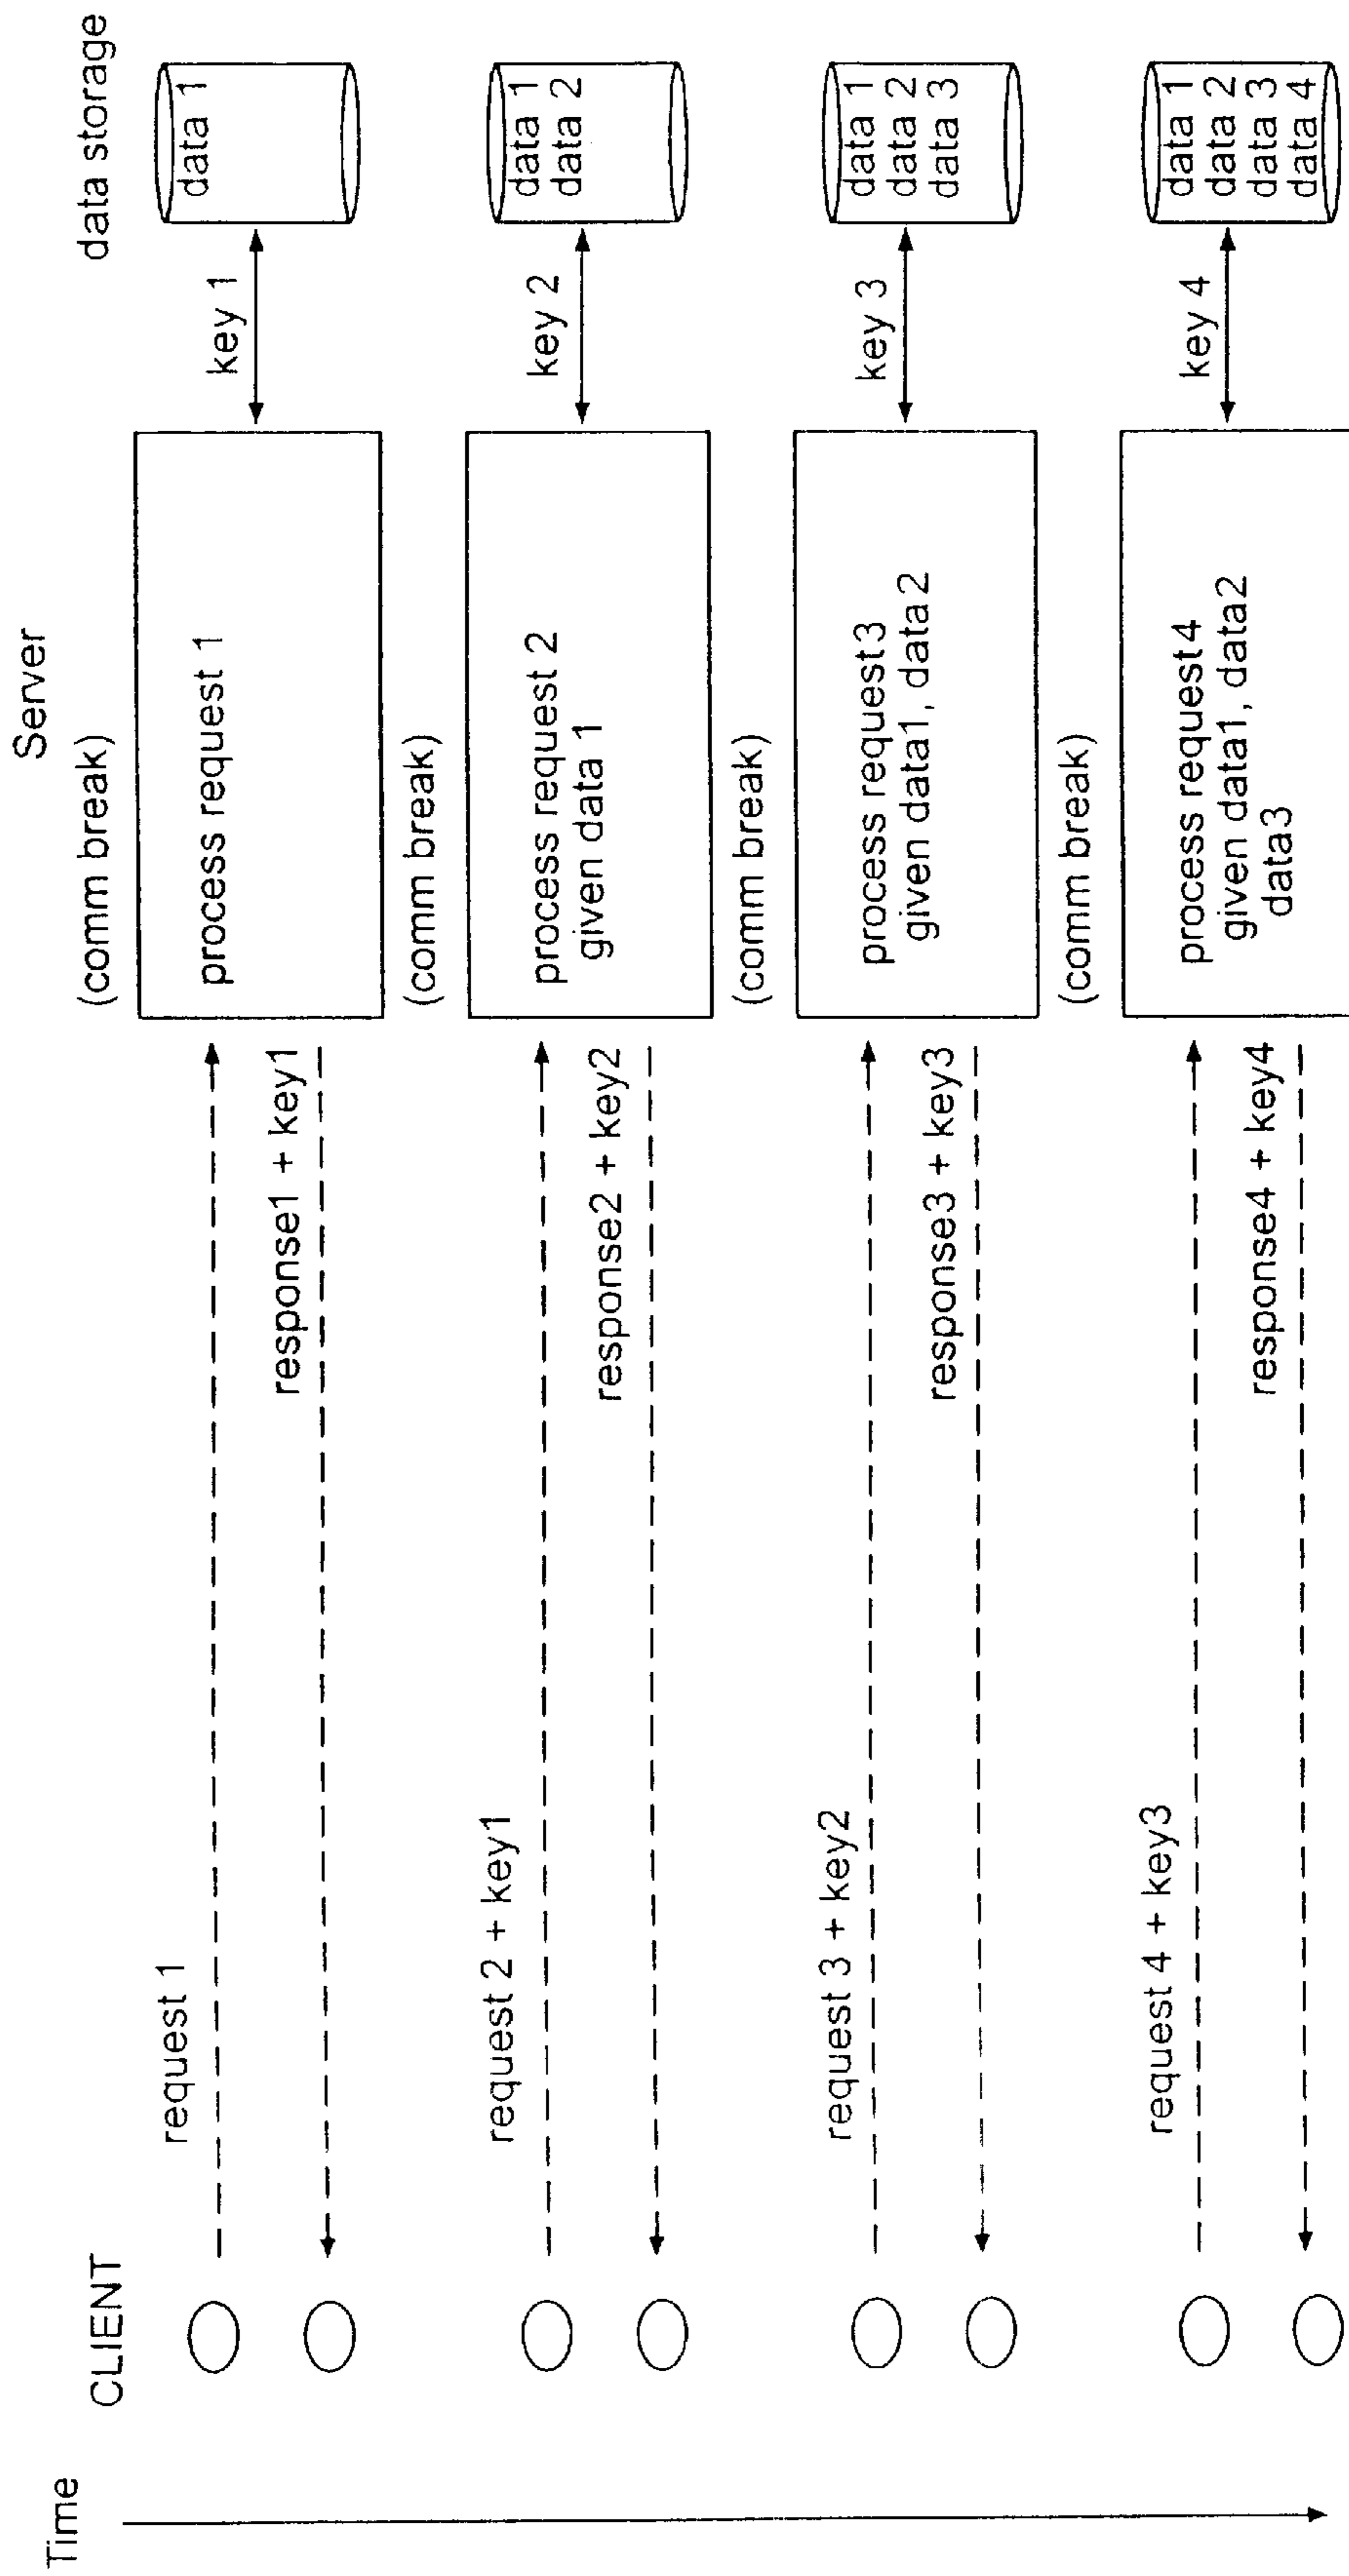 Server
Time
CLIENT
(comm break)
data storage
request 1
process request 1
key 1
data 1
response1 + key1
(comm break)
request 2 + key1
process request 2
given data 1
key 2
data 1
data 2
response2 + key2
(comm break)
request 3 + key2
process request3
given data1, data2
key 3
data 1
data 2
data 3
response3 + key3
(comm break)
request 4 + key3
process request4
given data1, data2
data3
key 4
data 1
data 2
data 3
data 4
response4 + key4